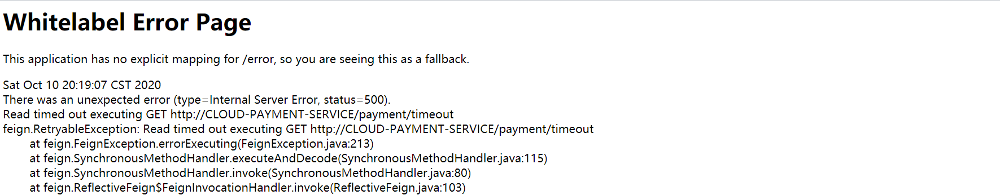 Whitelabel Error Page
This application has no explicit mapping for /error, so you are seeing this as a fallback.
Sat Oct 10 20:19:07 CST 2020
There was an unexpected error (type=Internal Server Error, status=500).
Read timed out executing GET http://CLOUD-PAYMENT-SERVICE/payment/timeout
feign.RetryableException: Read timed out executing GET http://CLOUD-PAYMENT-SERVICE/payment/timeout
at feign.FeignException.errorExecuting(FeignException.java:213)
at feign.SynchronousMethodHandler.executeAndDecode(SynchronousMethodHandler.java:115)
at feign.SynchronousMethodHandler.invoke(SynchronousMethodHandler.java:80)
at feign.ReflectiveFeign$FeignInvocationHandler.invoke(ReflectiveFeign.java:103)